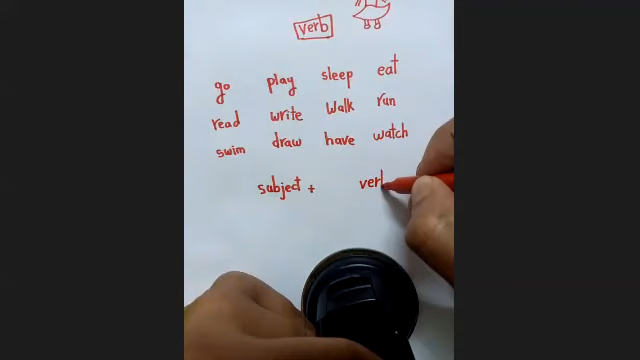 verb
go play sleep eat
read write walk run
swim draw have watch
subject + verb